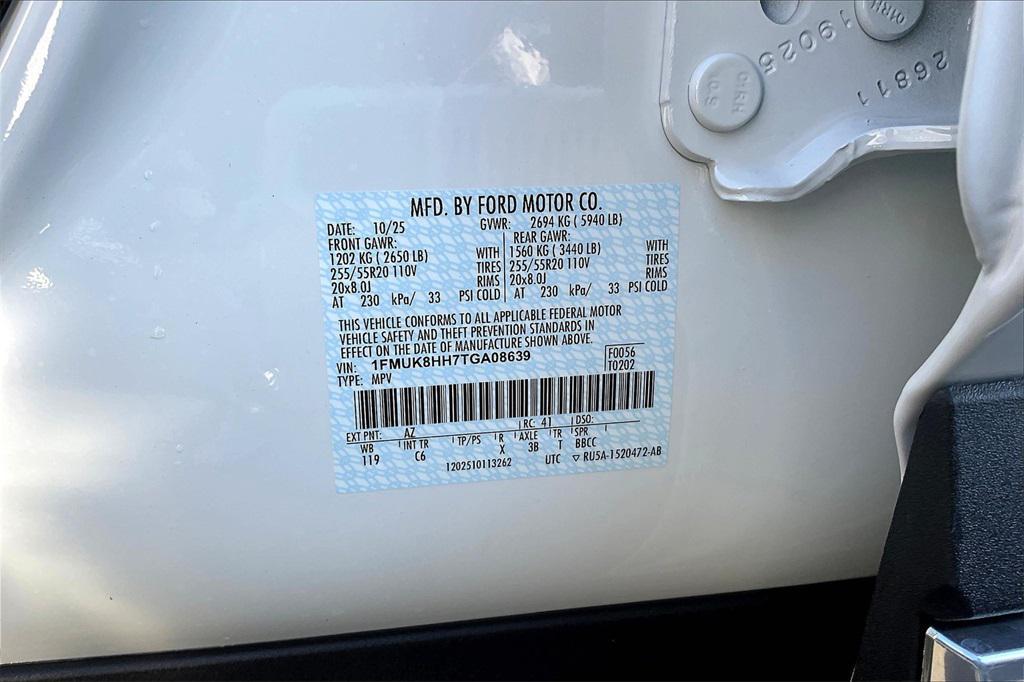 01RH
19025
26811
01RH
10.9
MFD. BY FORD MOTOR CO.
DATE: 10/25 GVWR: 2694 KG ( 5940 LB)
FRONT GAWR: REAR GAWR:
1202 KG ( 2650 LB) WITH 1560 KG ( 3440 LB) WITH
255/55R20 110V TIRES 255/55R20 110V TIRES
20x8.0J RIMS 20x8.0J RIMS
AT 230 kPa/ 33 PSI COLD AT 230 kPa/ 33 PSI COLD
THIS VEHICLE CONFORMS TO ALL APPLICABLE FEDERAL MOTOR
VEHICLE SAFETY AND THEFT PREVENTION STANDARDS IN
EFFECT ON THE DATE OF MANUFACTURE SHOWN ABOVE.
VIN: 1FMUK8HH7TGA08639 F0056
TYPE: MPV T0202
EXT PNT: AZ RC: 41 DSO:
WB INT TR TP/PS R AXLE TR SPR
119 C6 X 3B T BBCC
1202510113262 UTC ▽ RU5A-1520472-AB